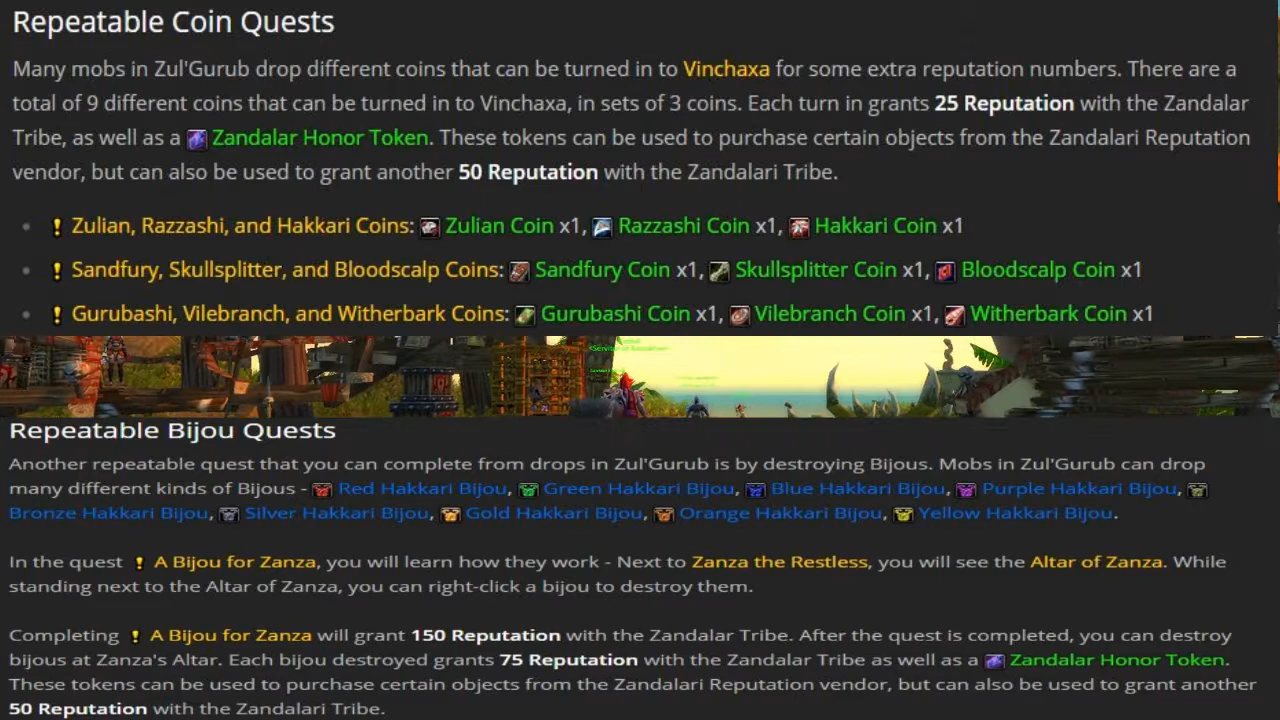 Repeatable Coin Quests
Many mobs in Zul'Gurub drop different coins that can be turned in to Vinchaxa for some extra reputation numbers. There are a
total of 9 different coins that can be turned in to Vinchaxa, in sets of 3 coins. Each turn in grants 25 Reputation with the Zandalar
Tribe, as well as a Zandalar Honor Token. These tokens can be used to purchase certain objects from the Zandalari Reputation
vendor, but can also be used to grant another 50 Reputation with the Zandalari Tribe.
Zulian, Razzashi, and Hakkari Coins: Zulian Coin x1, Razzashi Coin x1, Hakkari Coin x1
Sandfury, Skullsplitter, and Bloodscalp Coins: Sandfury Coin x1, Skullsplitter Coin x1, Bloodscalp Coin x1
Gurubashi, Vilebranch, and Witherbark Coins: Gurubashi Coin x1, Vilebranch Coin x1, Witherbark Coin x1
Repeatable Bijou Quests
Another repeatable quest that you can complete from drops in Zul'Gurub is by destroying Bijous. Mobs in Zul'Gurub can drop
many different kinds of Bijous - Red Hakkari Bijou, Green Hakkari Bijou, Blue Hakkari Bijou, Purple Hakkari Bijou,
Bronze Hakkari Bijou, Silver Hakkari Bijou, Gold Hakkari Bijou, Orange Hakkari Bijou, Yellow Hakkari Bijou.
In the quest A Bijou for Zanza, you will learn how they work - Next to Zanza the Restless, you will see the Altar of Zanza. While
standing next to the Altar of Zanza, you can right-click a bijou to destroy them.
Completing A Bijou for Zanza will grant 150 Reputation with the Zandalar Tribe. After the quest is completed, you can destroy
bijous at Zanza's Altar. Each bijou destroyed grants 75 Reputation with the Zandalar Tribe as well as a Zandalar Honor Token.
These tokens can be used to purchase certain objects from the Zandalari Reputation vendor, but can also be used to grant another
50 Reputation with the Zandalari Tribe.